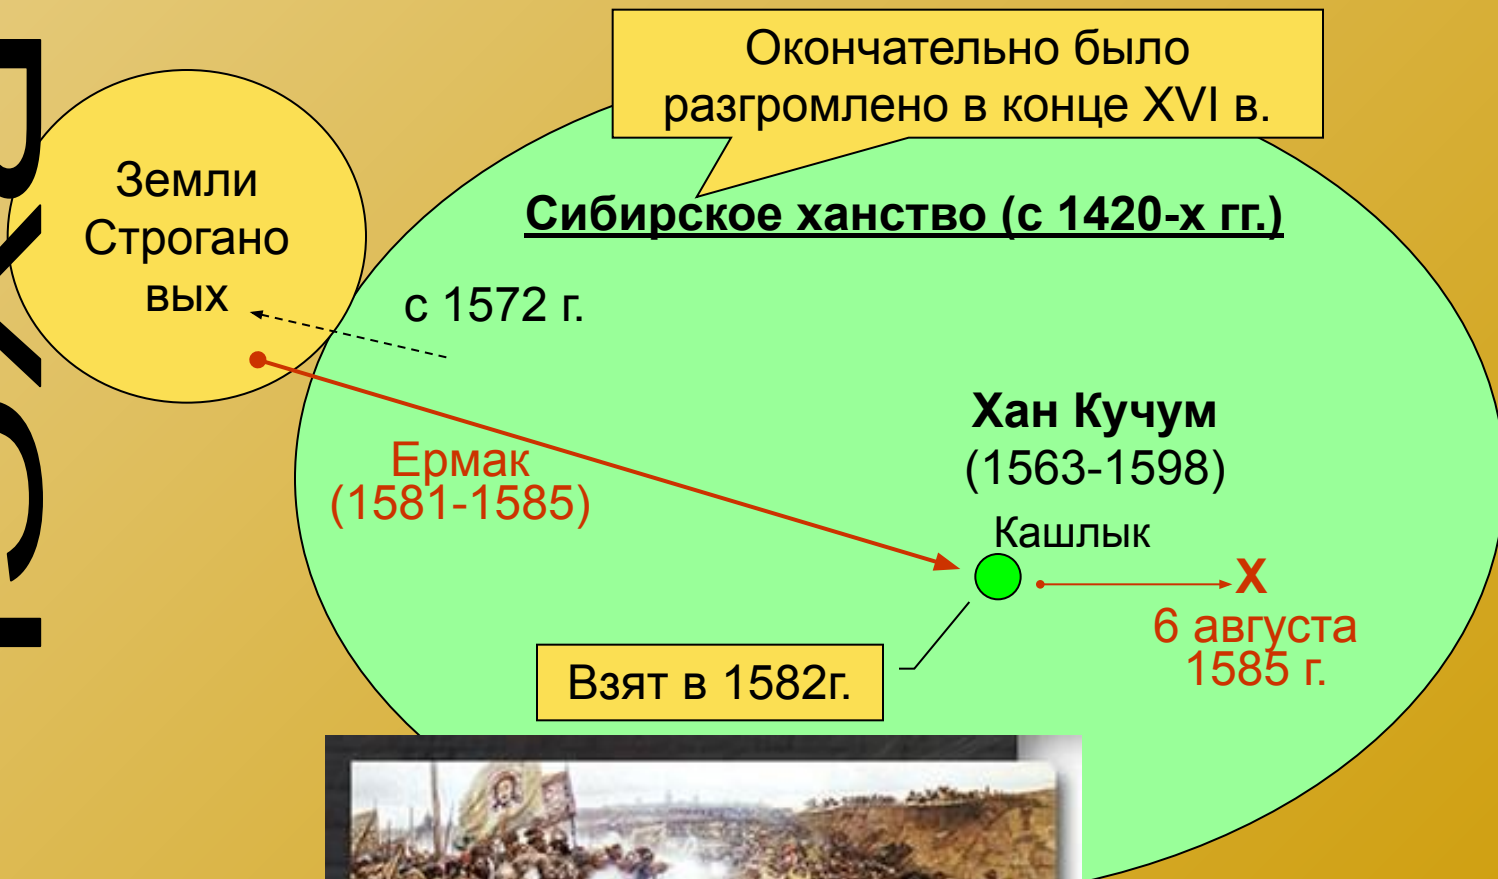 Окончательно было
разгромлено в конце XVI в.
Земли
Строгано
вых
Сибирское ханство (с 1420-х гг.)
с 1572 г.
Хан Кучум
(1563-1598)
Ермак
(1581-1585)
Кашлык
Х
6 августа
1585 г.
Взят в 1582г.